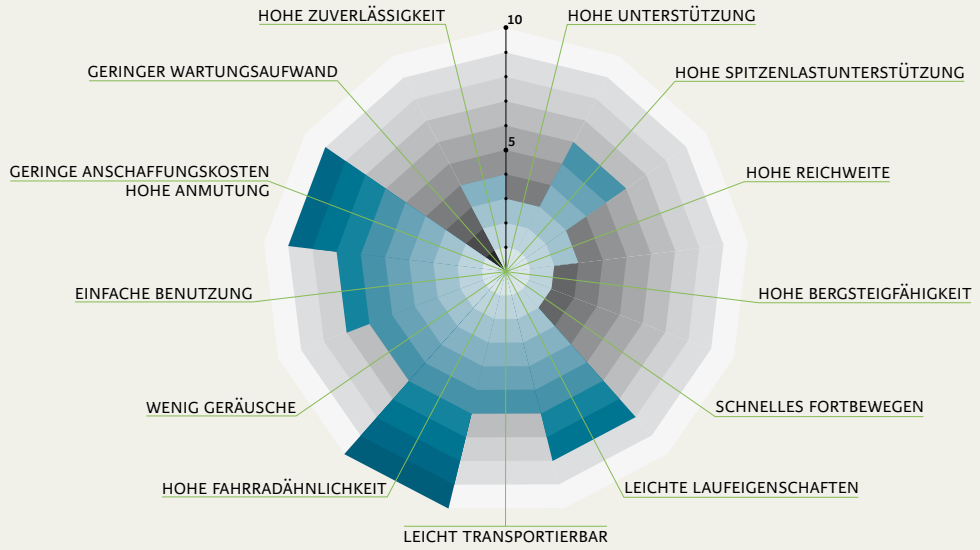 HOHE ZUVERLÄSSIGKEIT
10
HOHE UNTERSTÜTZUNG
GERINGER WARTUNGSAUFWAND
HOHE SPITZENLASTUNTERSTÜTZUNG
5
GERINGE ANSCHAFFUNGSKOSTEN
HOHE ANMUTUNG
HOHE REICHWEITE
EINFACHE BENUTZUNG
HOHE BERGSTEIGFÄHIGKEIT
WENIG GERÄUSCHE
SCHNELLES FORTBEWEGEN
HOHE FAHRRADÄHNLICHKEIT
LEICHTE LAUFEIGENSCHAFTEN
LEICHT TRANSPORTIERBAR